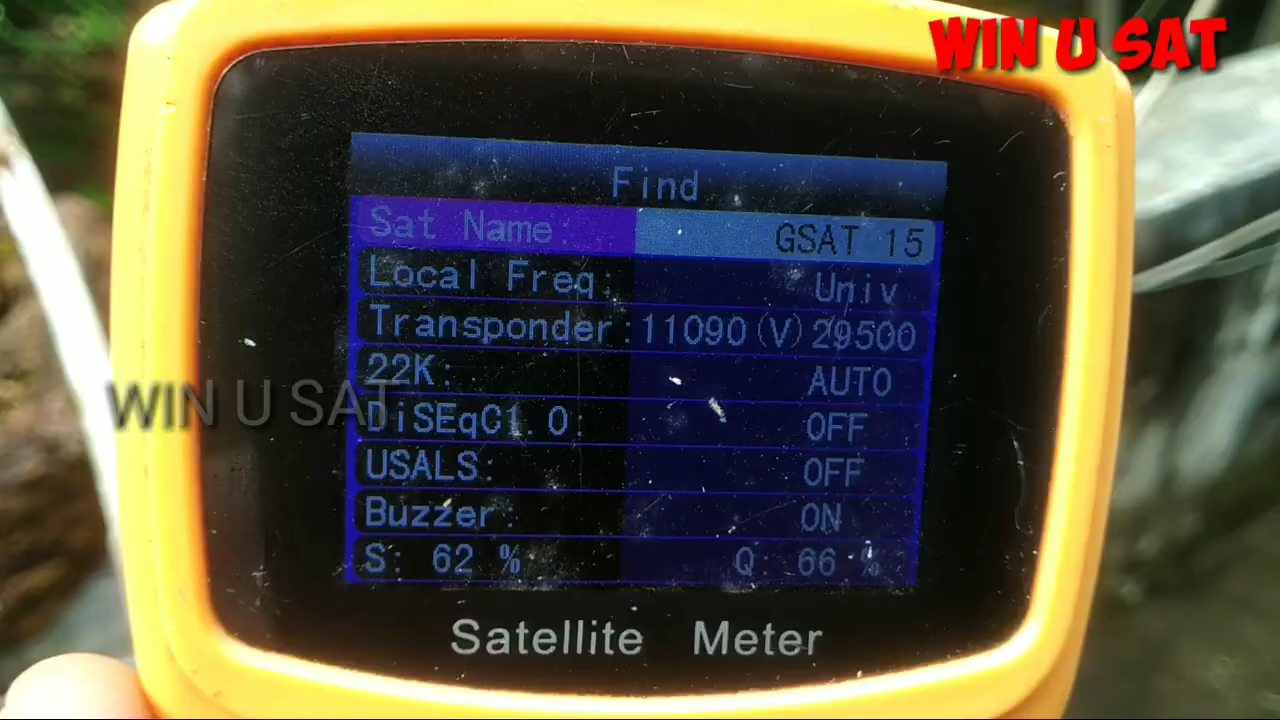 WIN U SAT
Find
Sat Name: GSAT 15
Local Freq: Univ
Transponder:11090(V)29500
22K: AUTO
WIN U SAT
DiSEqC1.0: OFF
USALS: OFF
Buzzer: ON
S: 62 % Q: 66 %
Satellite Meter